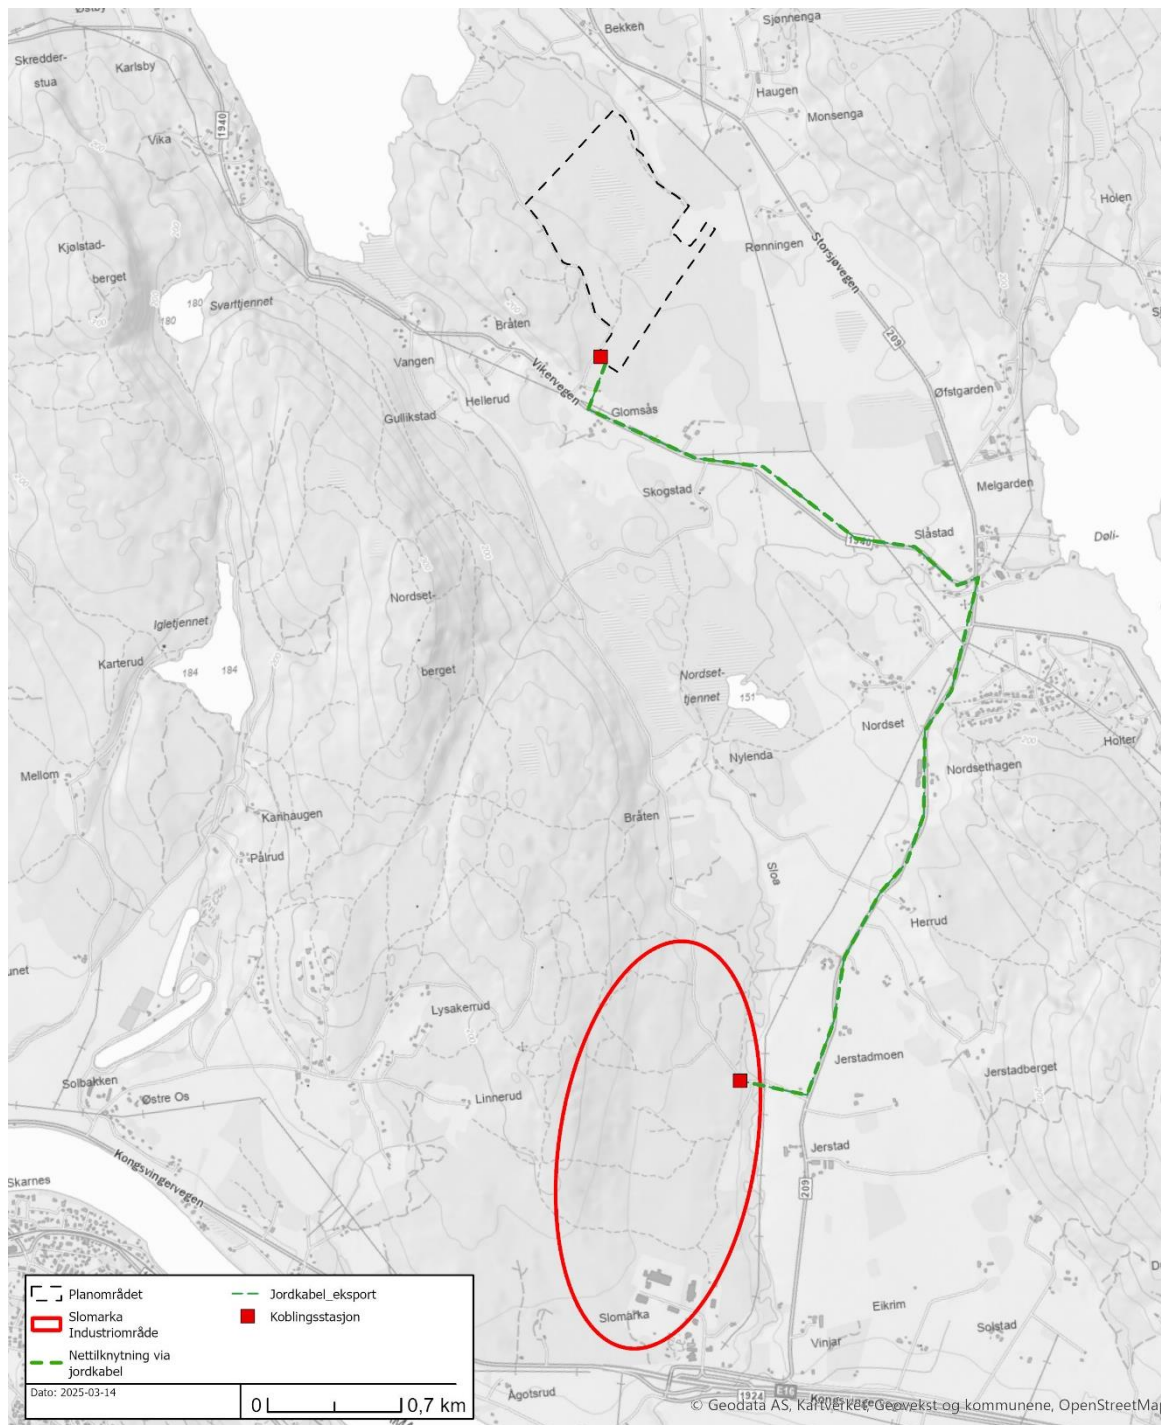 Østby
Bekken
Sjønnenga
Skredder-
stua
Karlsby
Haugen
Monsenga
1940
Vika
Holen
Kjølstad-
berget
Rønningen
Storsjøvegen
180
Svarttjennet
180
200
Bråten
209
Vangen
Vikervegen
Øfstgarden
Hellerud
Glomsås
Gullikstad
Skogstad
Melgarden
1940
Slåstad
Døli-
Nordset-
Igletjennet
Karterud
184
184
berget
Nordset-
tjennet
151
Nordset
Holter
Mellom
Nylenda
Nordsethagen
Karihaugen
Bråten
Pålrud
Sloa
Herrud
Lysakerrud
Jerstadmoen
Jerstadberget
Solbakken
Østre Os
Linnerud
Kongsvingervegen
Jerstad
Skarnes
209
Slomarka
Eikrim
Solstad
Vinjar
Ågotsrud
1924
E16
Planområdet
Jordkabel_eksport
Slomarka
Industriområde
Koblingsstasjon
Nettilknytning via
jordkabel
Dato: 2025-03-14
0
0,7 km
© Geodata AS, Kartverket, Geovekst og kommunene, OpenStreetMap